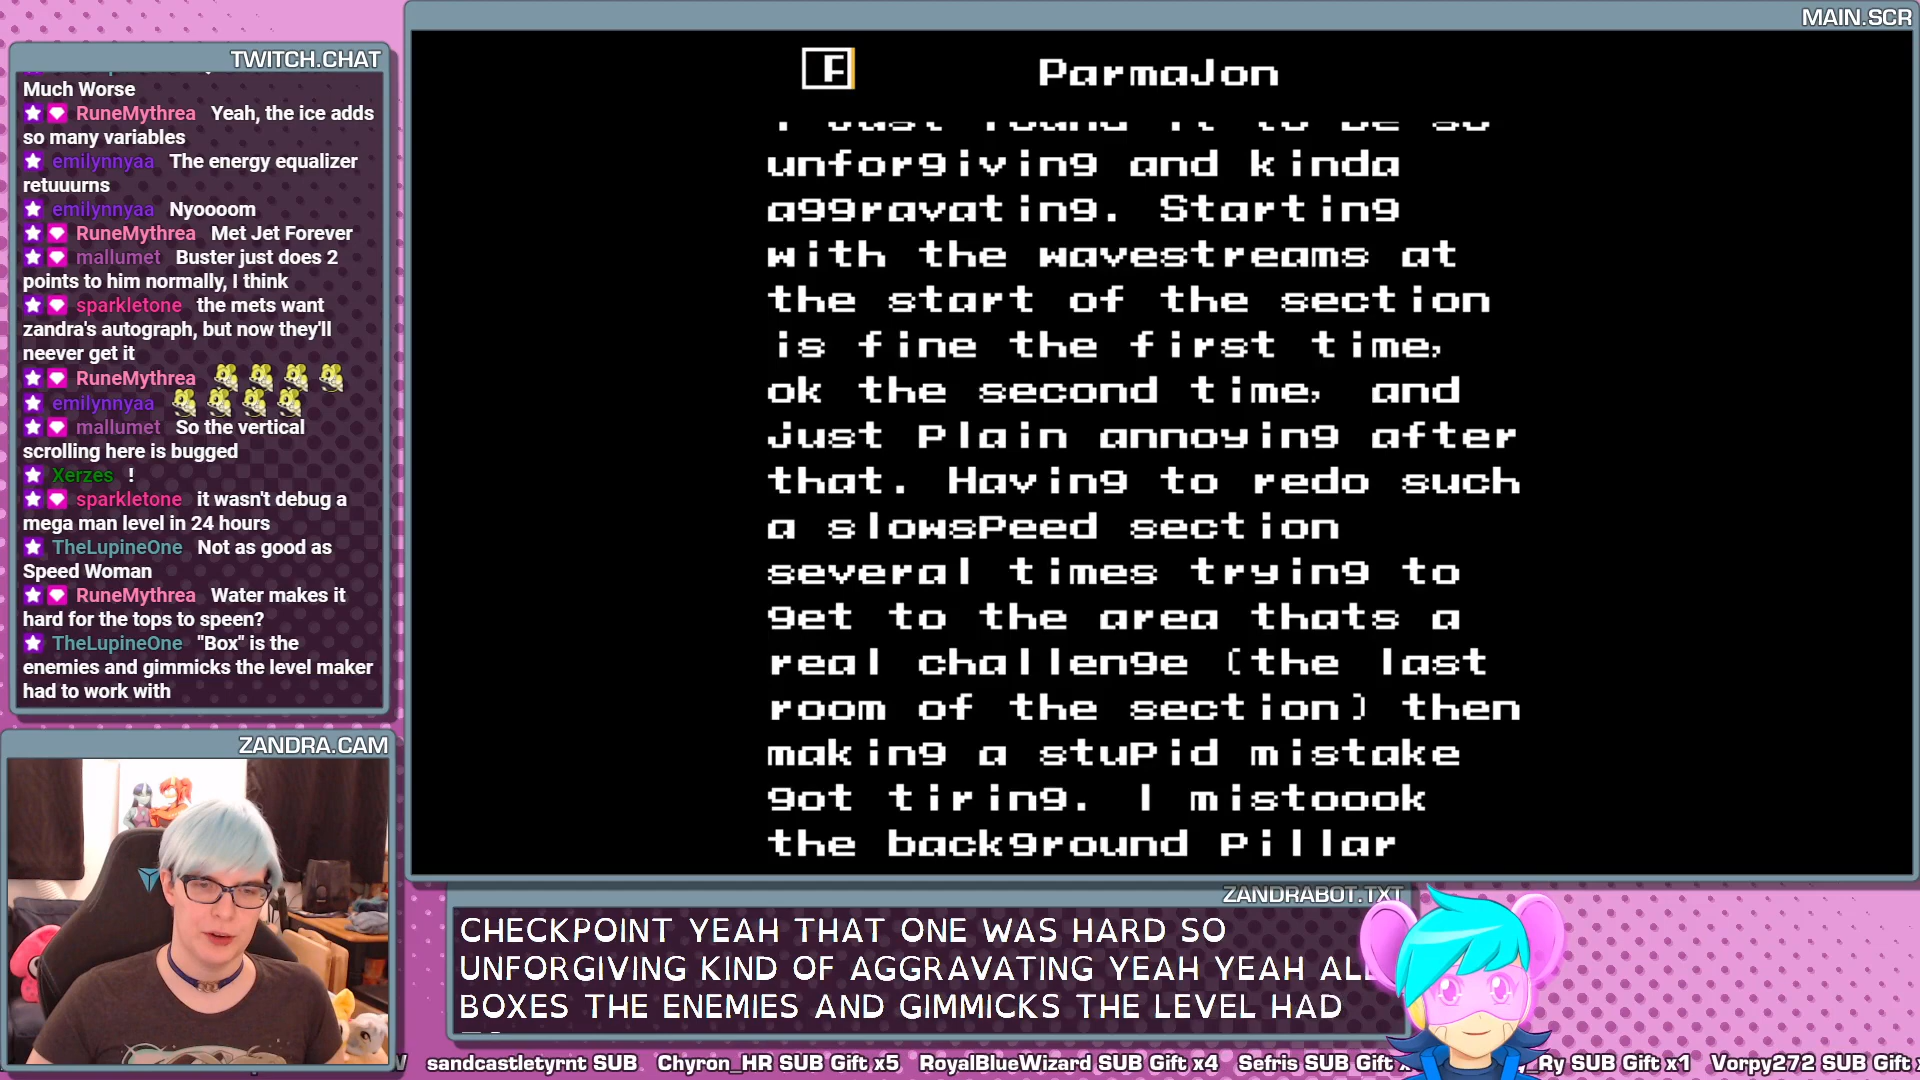 MAIN.SCR
TWITCH.CHAT
Much Worse
RuneMythrea Yeah, the ice adds
so many variables
emilynnyaa The energy equalizer
retuuurns
emilynnyaa Nyoooom
RuneMythrea Met Jet Forever
mallumet Buster just does 2
points to him normally, I think
sparkletone the mets want
zandra's autograph, but now they'll
neever get it
RuneMythrea
emilynnyaa
mallumet So the vertical
scrolling here is bugged
Xerzes !
sparkletone it wasn't debug a
mega man level in 24 hours
TheLupineOne Not as good as
Speed Woman
RuneMythrea Water makes it
hard for the tops to speen?
TheLupineOne "Box" is the
enemies and gimmicks the level maker
had to work with
F ParmaJon
I just found it to be so
unforgiving and kinda
aggravating. Starting
with the wavestreams at
the start of the section
is fine the first time,
ok the second time, and
just plain annoying after
that. Having to redo such
a slowspeed section
several times trying to
get to the area thats a
real challenge (the last
room of the section) then
making a stupid mistake
got tiring. I mistoook
the background pillar
ZANDRA.CAM
ZANDRABOT.TXT
CHECKPOINT YEAH THAT ONE WAS HARD SO
UNFORGIVING KIND OF AGGRAVATING YEAH YEAH ALL
BOXES THE ENEMIES AND GIMMICKS THE LEVEL HAD
sandcastletyrnt SUB Chyron_HR SUB Gift x5 RoyalBlueWizard SUB Gift x4 Sefris SUB Gift _Ry SUB Gift x1 Vorpy272 SUB Gift